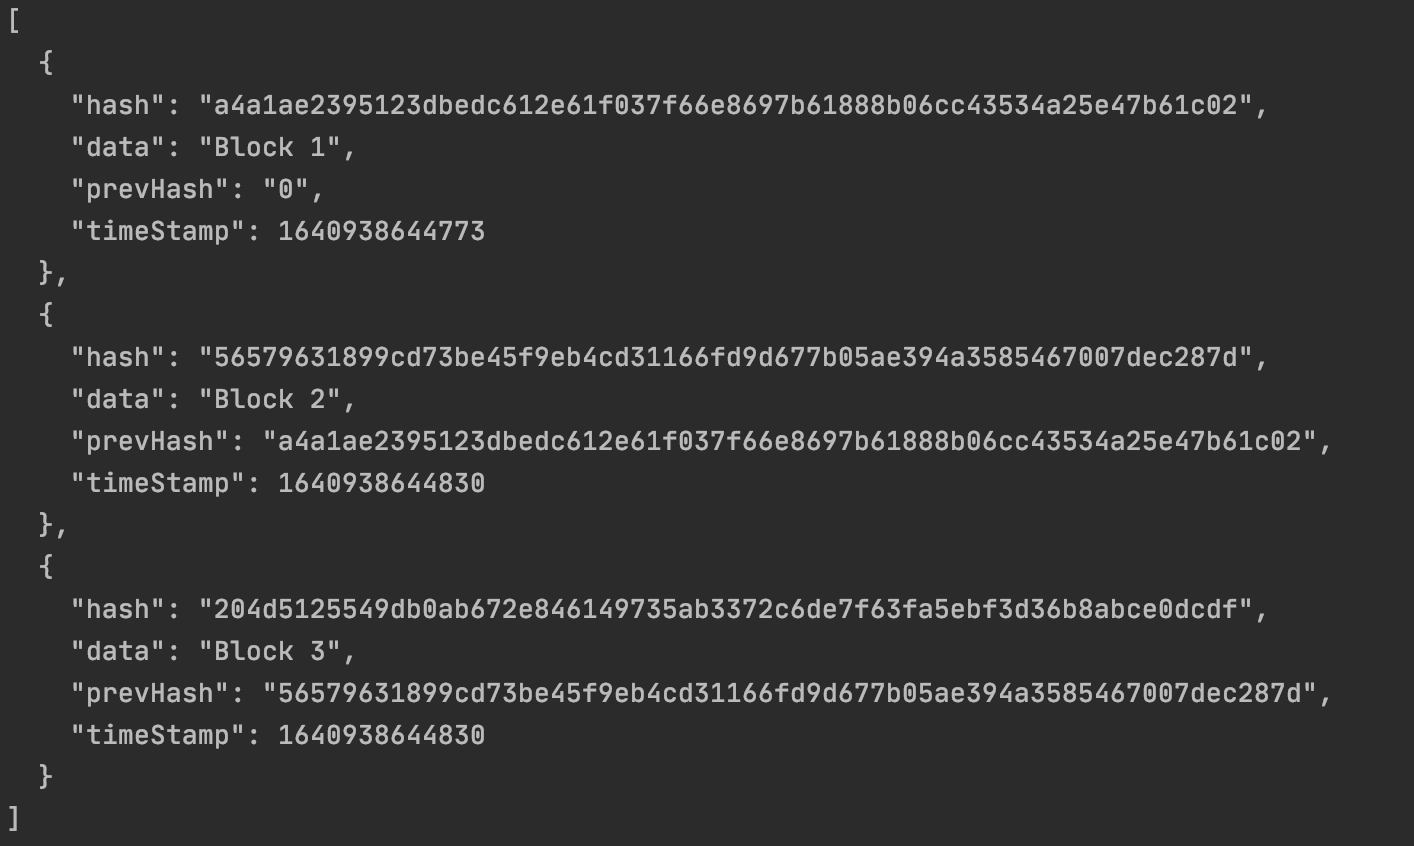 [
  {
    "hash": "a4a1ae2395123dbedc612e61f037f66e8697b61888b06cc43534a25e47b61c02",
    "data": "Block 1",
    "prevHash": "0",
    "timeStamp": 1640938644773
  },
  {
    "hash": "56579631899cd73be45f9eb4cd31166fd9d677b05ae394a3585467007dec287d",
    "data": "Block 2",
    "prevHash": "a4a1ae2395123dbedc612e61f037f66e8697b61888b06cc43534a25e47b61c02",
    "timeStamp": 1640938644830
  },
  {
    "hash": "204d5125549db0ab672e846149735ab3372c6de7f63fa5ebf3d36b8abce0dcdf",
    "data": "Block 3",
    "prevHash": "56579631899cd73be45f9eb4cd31166fd9d677b05ae394a3585467007dec287d",
    "timeStamp": 1640938644830
  }
]